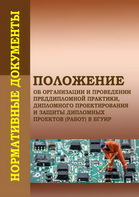 НОРМАТИВНЫЕ ДОКУМЕНТЫ
ПОЛОЖЕНИЕ
ОБ ОРГАНИЗАЦИИ И ПРОВЕДЕНИИ
ПРЕДДИПЛОМНОЙ ПРАКТИКИ,
ДИПЛОМНОГО ПРОЕКТИРОВАНИЯ
И ЗАЩИТЫ ДИПЛОМНЫХ
ПРОЕКТОВ (РАБОТ) В БГУИР